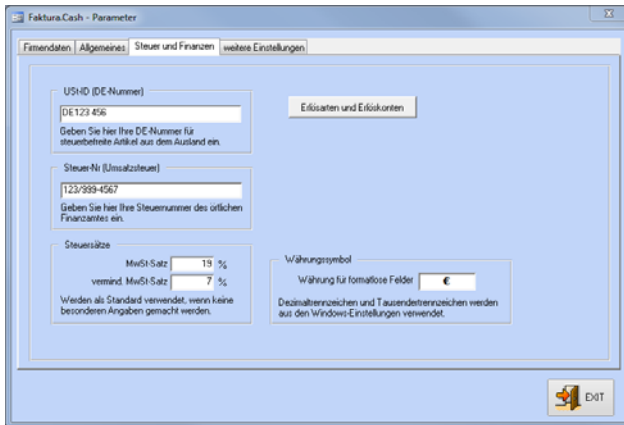 Faktura.Cash - Parameter
Firmendaten Allgemeines Steuer und Finanzen weitere Einstellungen
USt-ID (DE-Nummer)
DE123 456
Geben Sie hier Ihre DE-Nummer für
steuerbefreite Artikel aus dem Ausland ein.
Erlösarten und Erlöskonten
Steuer-Nr (Umsatzsteuer)
123/999-4567
Geben Sie hier Ihre Steuernummer des örtlichen
Finanzamtes ein.
Steuersätze
MwSt-Satz 19 %
vermind. MwSt-Satz 7 %
Werden als Standard verwendet, wenn keine
besonderen Angaben gemacht werden.
Währungssymbol
Währung für formatlose Felder €
Dezimaltrennzeichen und Tausendertrennzeichen werden
aus den Windows-Einstellungen verwendet.
EXIT